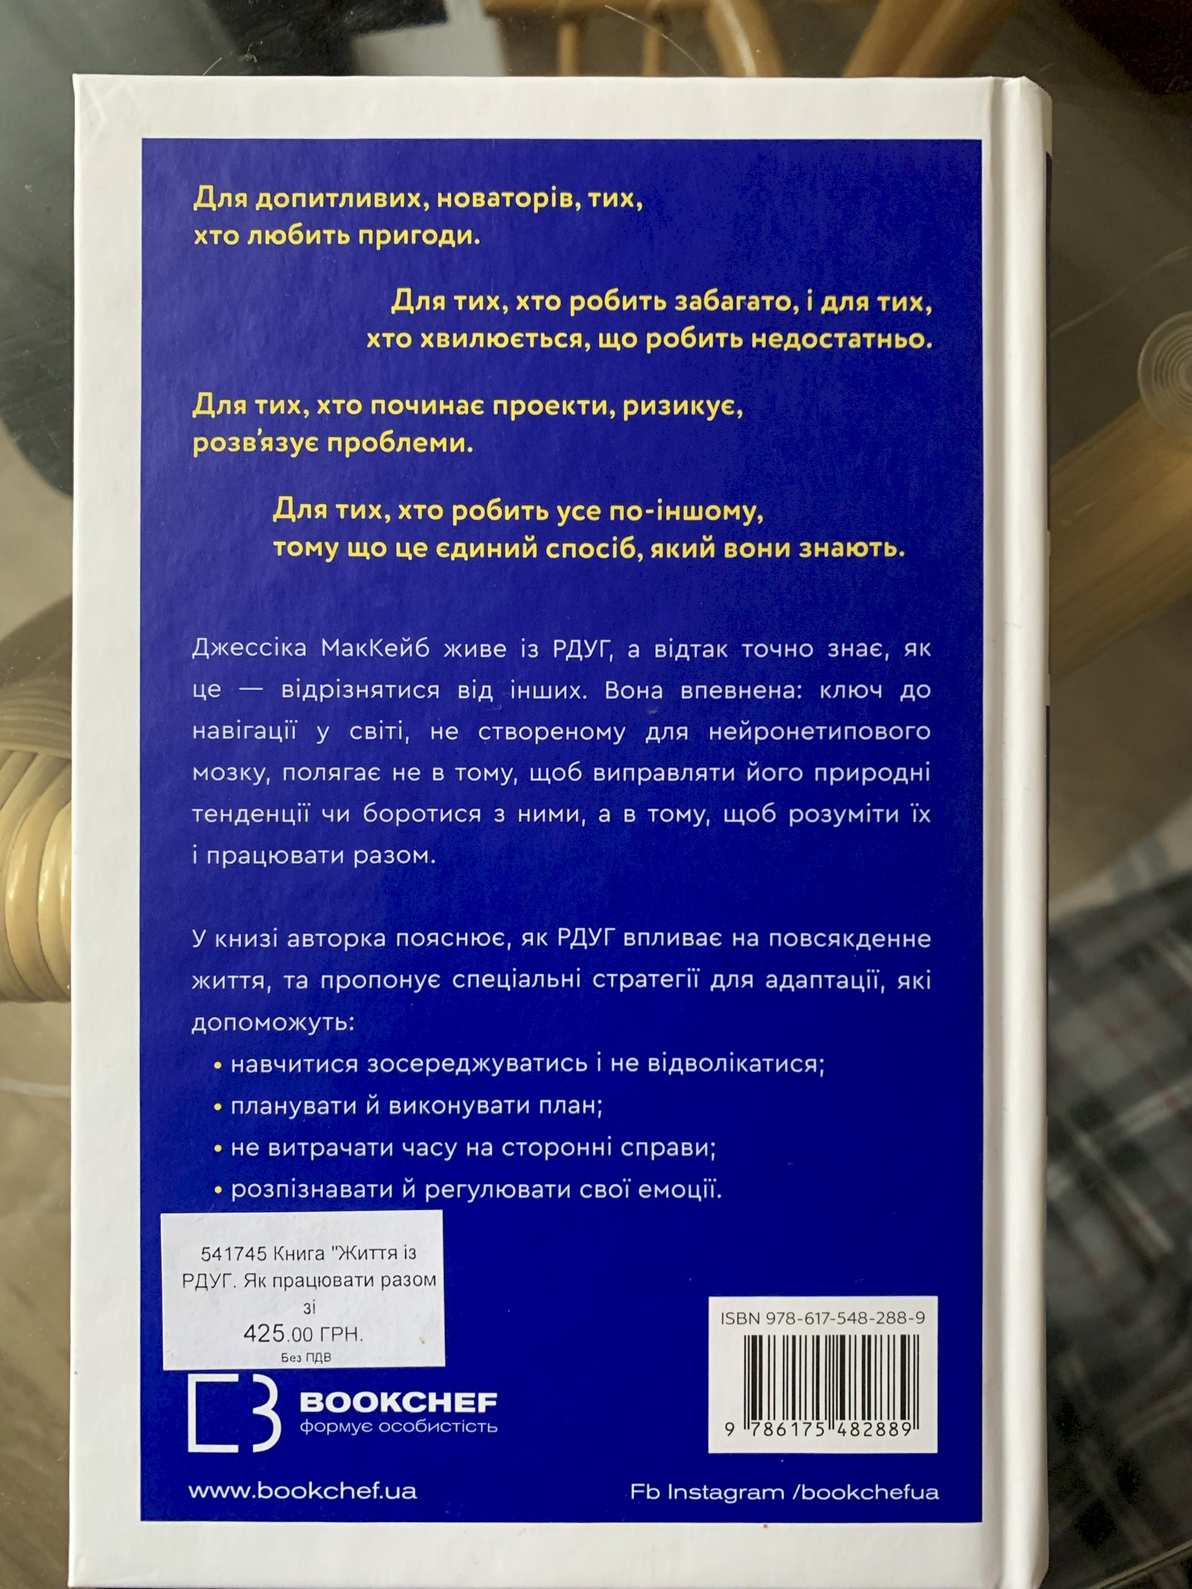 Для допитливих, новаторів, тих,
хто любить пригоди.
Для тих, хто робить забагато, і для тих,
хто хвилюється, що робить недостатньо.
Для тих, хто починає проекти, ризикує,
розв’язує проблеми.
Для тих, хто робить усе по-іншому,
тому що це єдиний спосіб, який вони знають.
Джессіка МакКейб живе із РДУГ, а відтак точно знає, як
це — відрізнятися від інших. Вона впевнена: ключ до
навігації у світі, не створеному для нейронетипового
мозку, полягає не в тому, щоб виправляти його природні
тенденції чи боротися з ними, а в тому, щоб розуміти їх
і працювати разом.
У книзі авторка пояснює, як РДУГ впливає на повсякденне
життя, та пропонує спеціальні стратегії для адаптації, які
допоможуть:
• навчитися зосереджуватись і не відволікатися;
• планувати й виконувати план;
• не витрачати часу на сторонні справи;
• розпізнавати й регулювати свої емоції.
541745 Книга "Життя із
РДУГ. Як працювати разом
зі
425.00 ГРН.
Без ПДВ
BOOKCHEF
формує особистість
www.bookchef.ua
ISBN 978-617-548-288-9
9 786175 482889
Fb Instagram /bookchefua